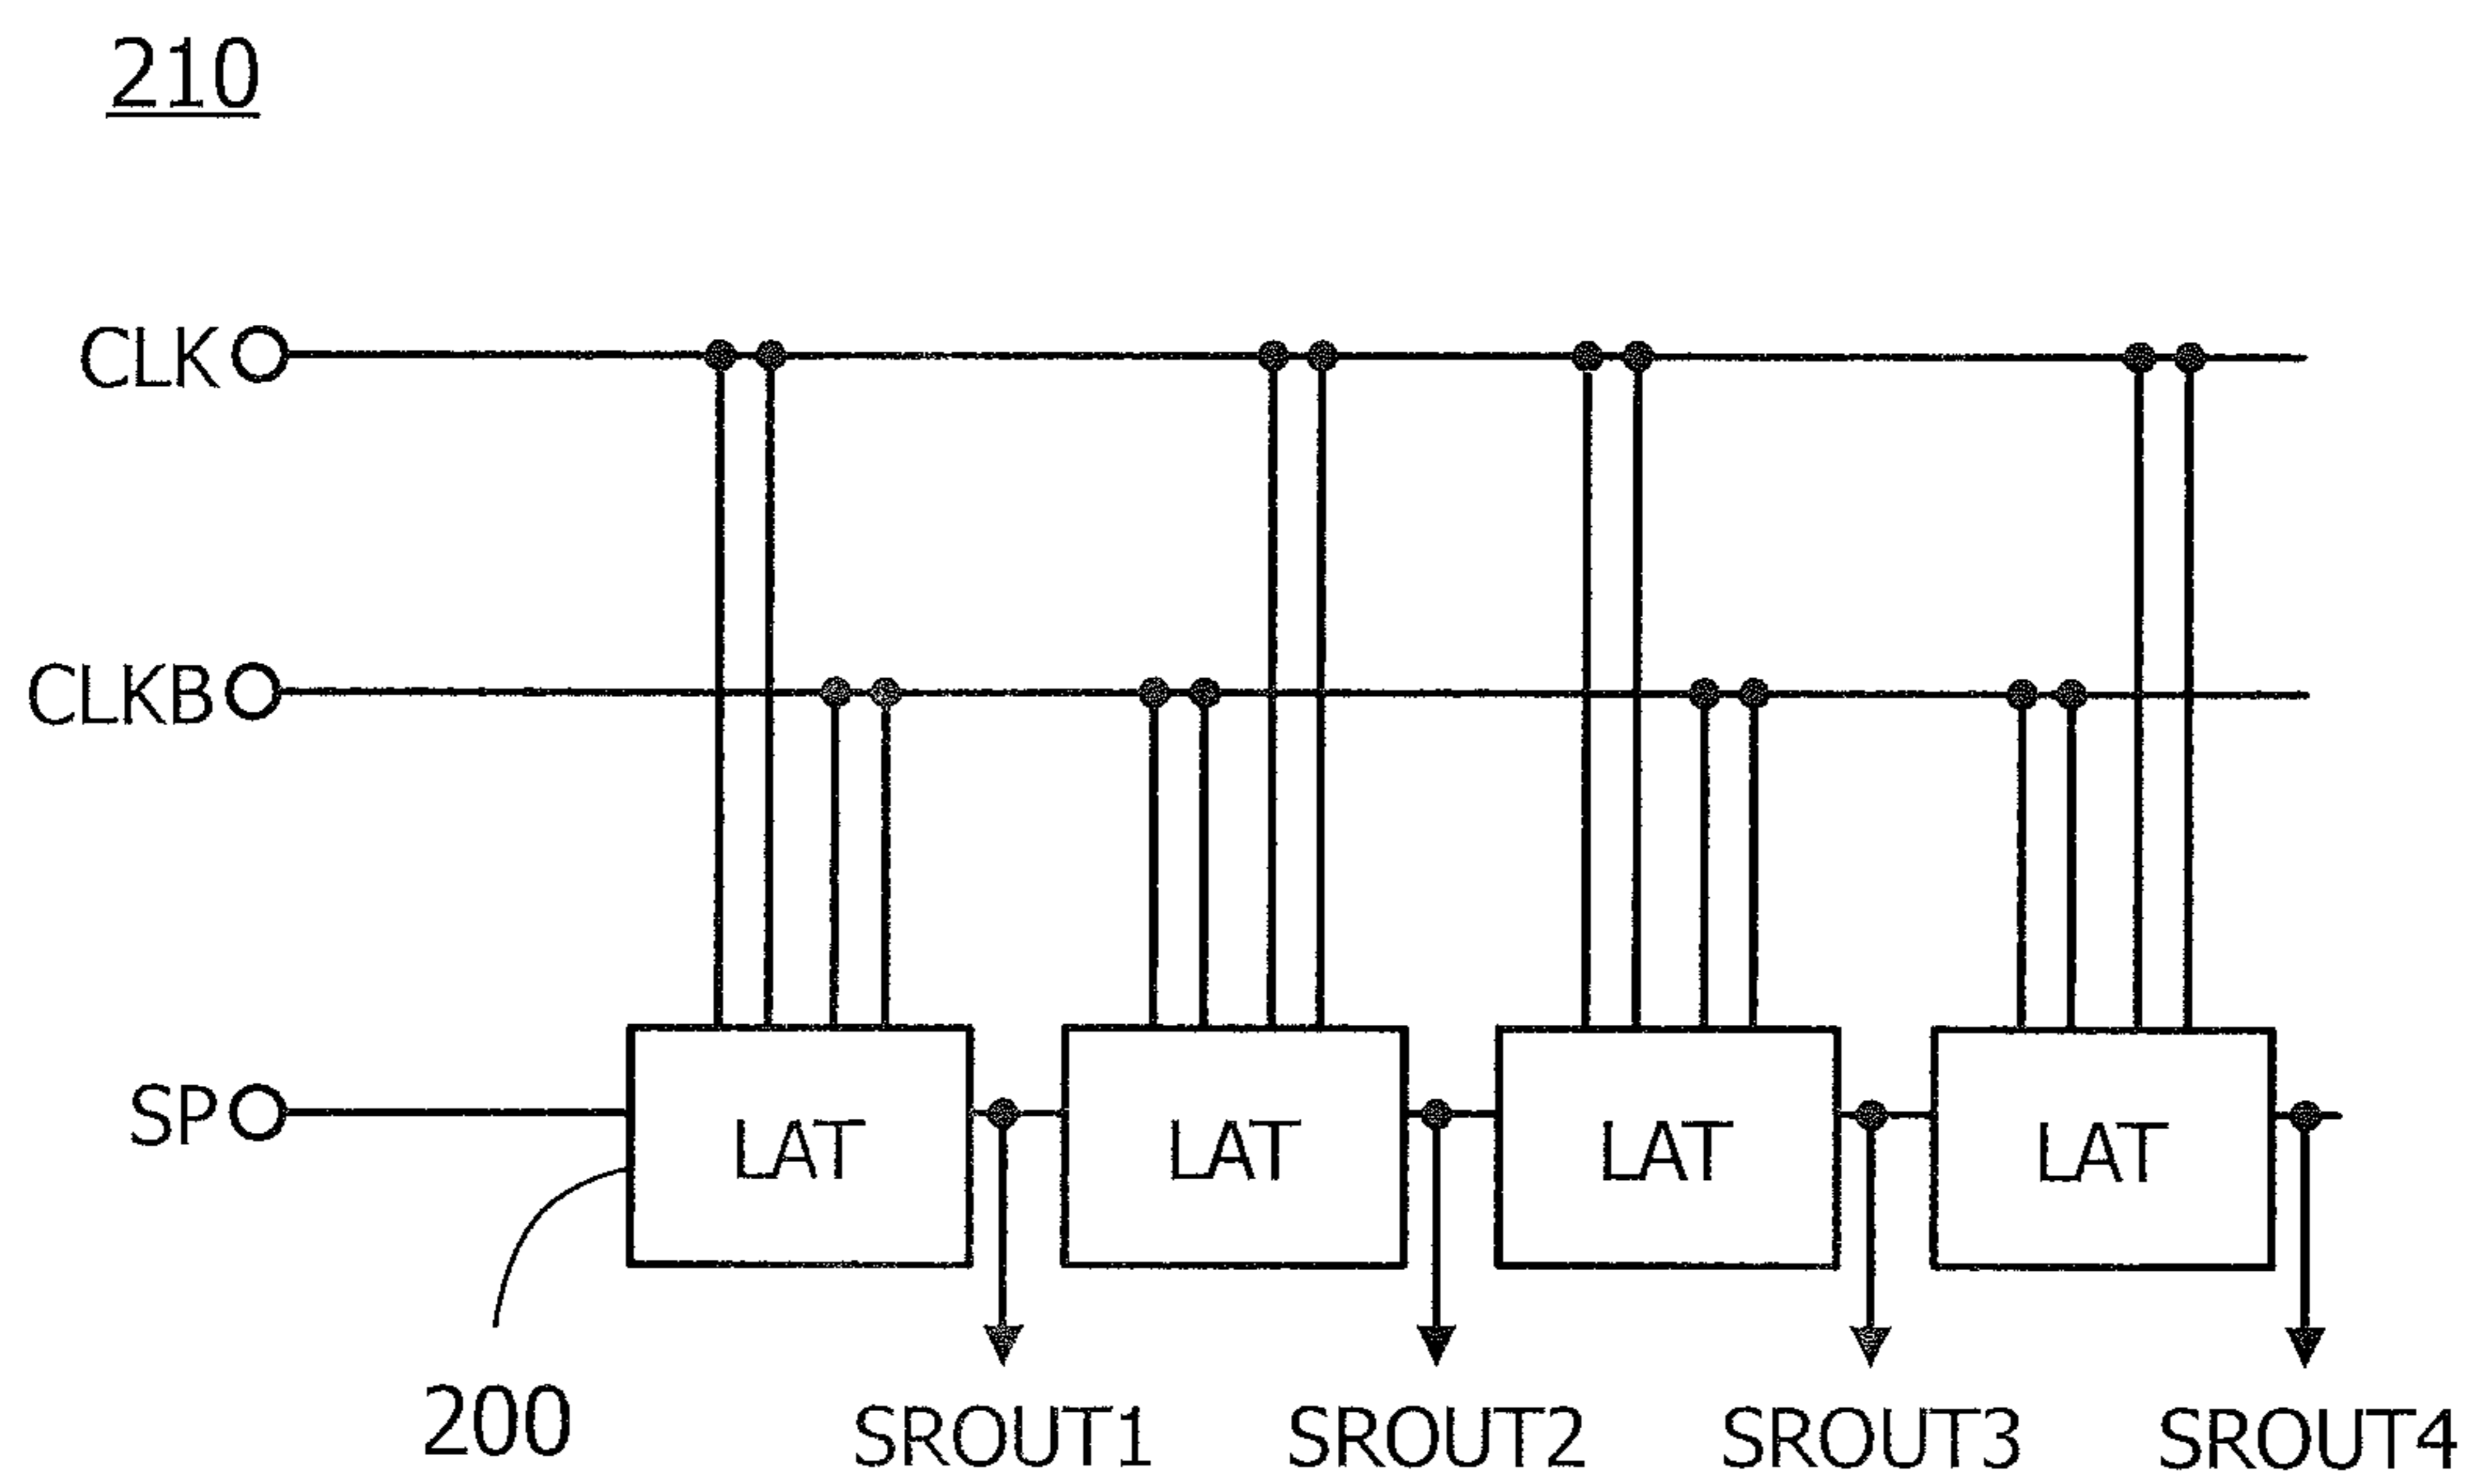 210
CLK
CLKB
SP
LAT LAT LAT LAT
200
SROUT1 SROUT2 SROUT3 SROUT4